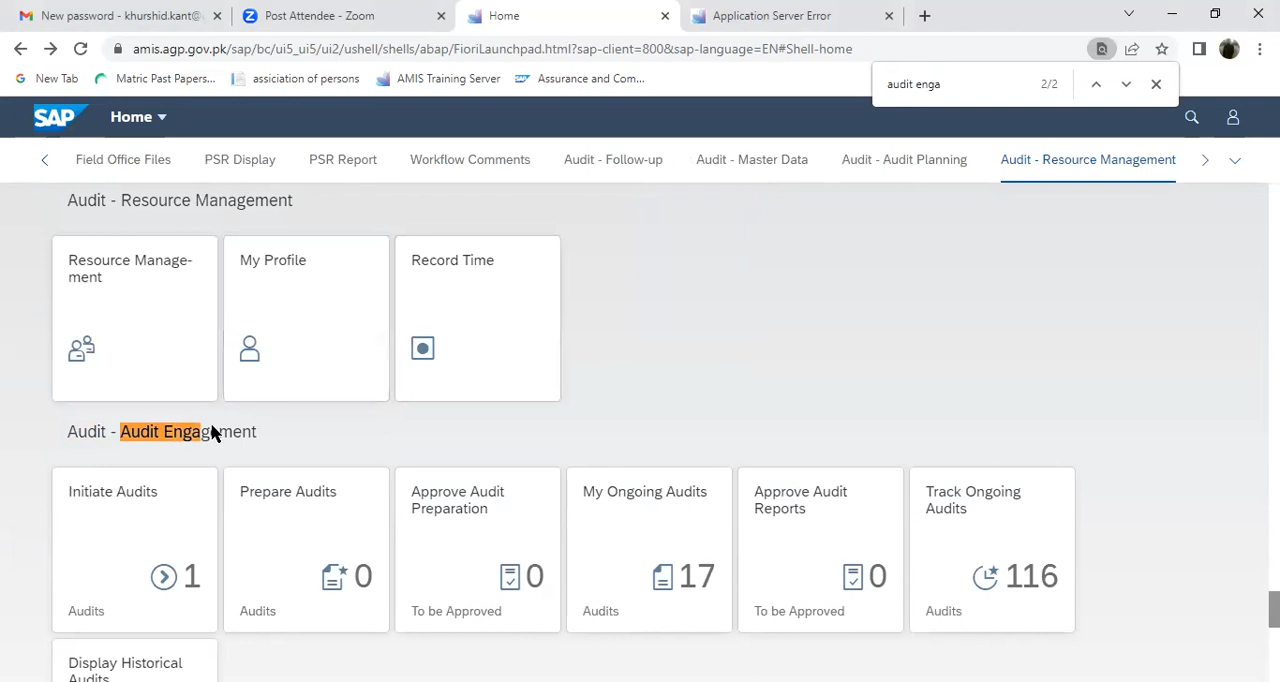 New password - khurshid.kant@
Post Attendee - Zoom
Home
Application Server Error
amis.agp.gov.pk/sap/bc/ui5_ui5/ui2/ushell/shells/abap/FioriLaunchpad.html?sap-client=800&sap-language=EN#Shell-home
New Tab
Matric Past Papers...
assiciation of persons
AMIS Training Server
Assurance and Com...
audit enga 2/2
SAP Home
Field Office Files
PSR Display
PSR Report
Workflow Comments
Audit - Follow-up
Audit - Master Data
Audit - Audit Planning
Audit - Resource Management
Audit - Resource Management
Resource Manage-
ment
My Profile
Record Time
Audit - Audit Engagement
Initiate Audits
1
Audits
Prepare Audits
0
Audits
Approve Audit
Preparation
0
To be Approved
My Ongoing Audits
17
Audits
Approve Audit
Reports
0
To be Approved
Track Ongoing
Audits
116
Audits
Display Historical
Audits